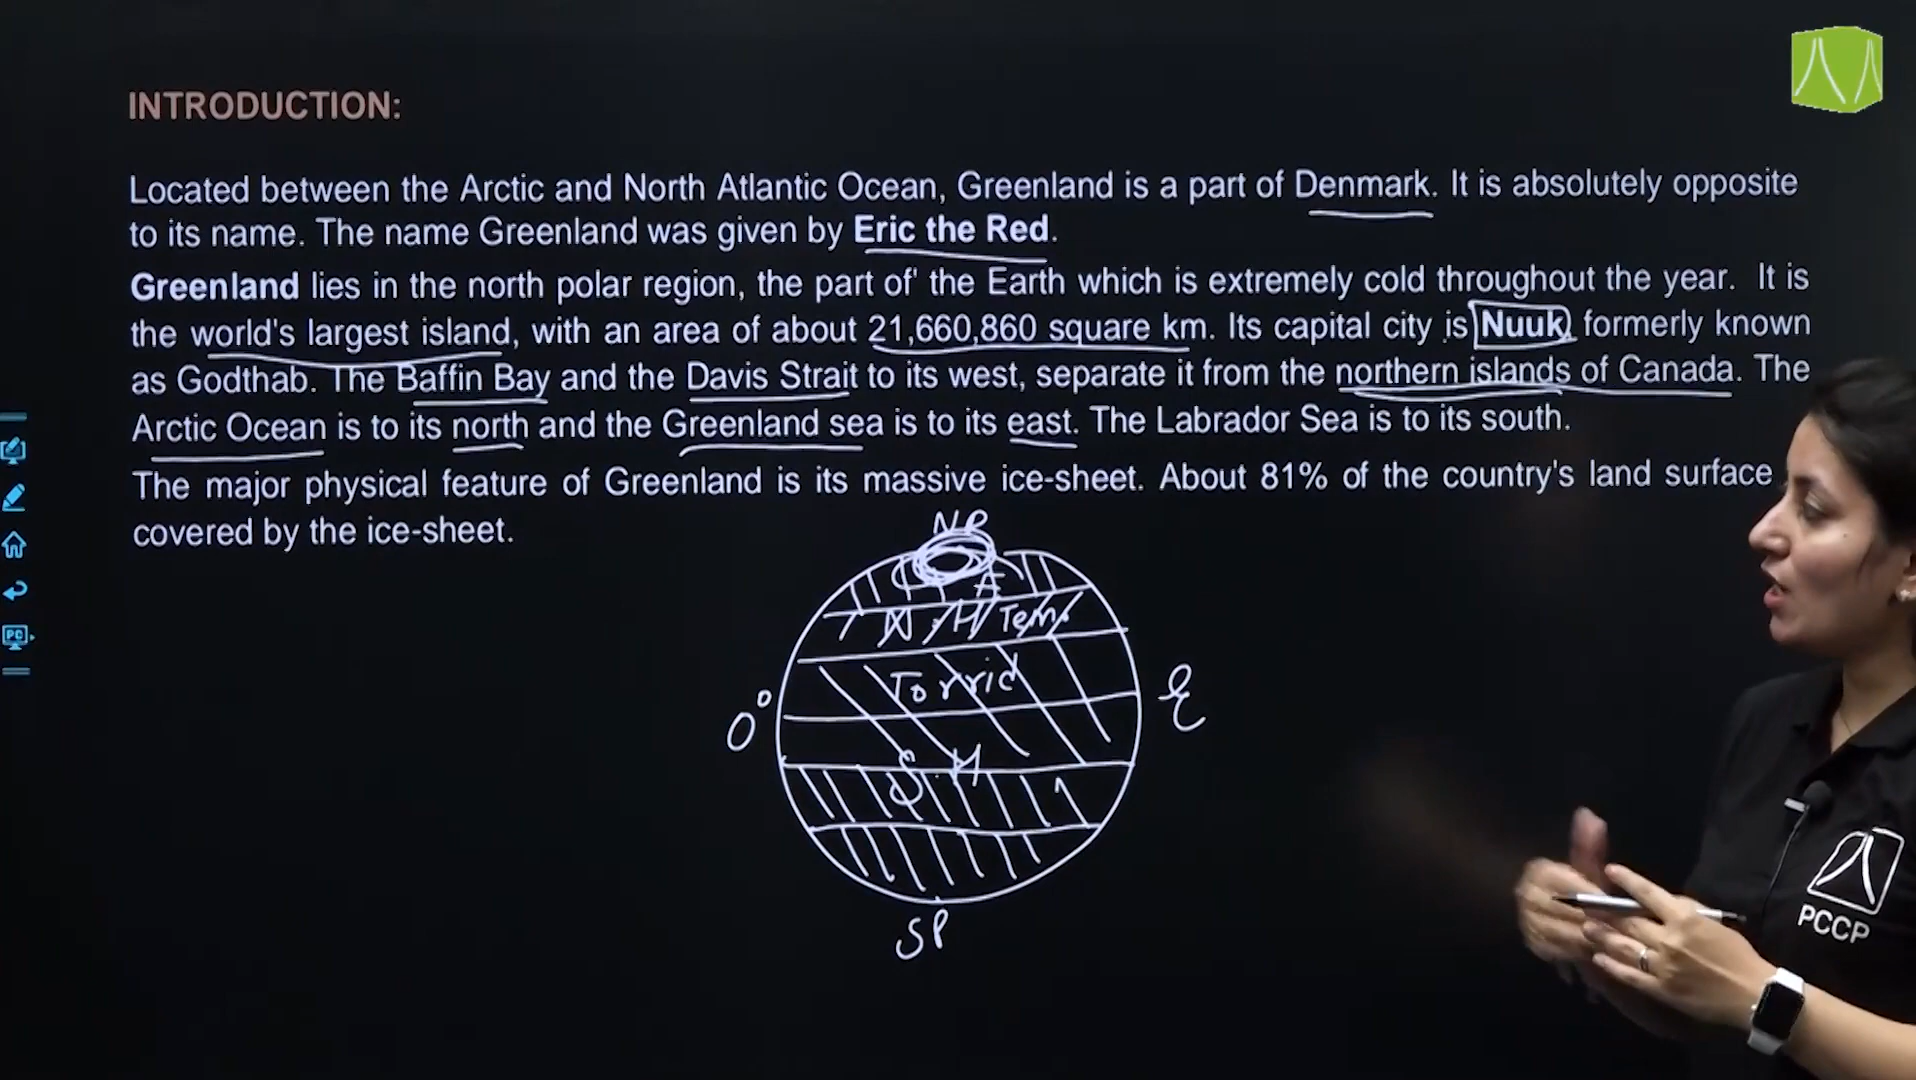 INTRODUCTION:
Located between the Arctic and North Atlantic Ocean, Greenland is a part of Denmark. It is absolutely opposite
to its name. The name Greenland was given by Eric the Red.
Greenland lies in the north polar region, the part of' the Earth which is extremely cold throughout the year. It is
the world's largest island, with an area of about 21,660,860 square km. Its capital city is Nuuk, formerly known
as Godthab. The Baffin Bay and the Davis Strait to its west, separate it from the northern islands of Canada. The
Arctic Ocean is to its north and the Greenland sea is to its east. The Labrador Sea is to its south.
The major physical feature of Greenland is its massive ice-sheet. About 81% of the country's land surface
covered by the ice-sheet.
NP
N H Temp
Torrid
0°
SP
PCCP
PC